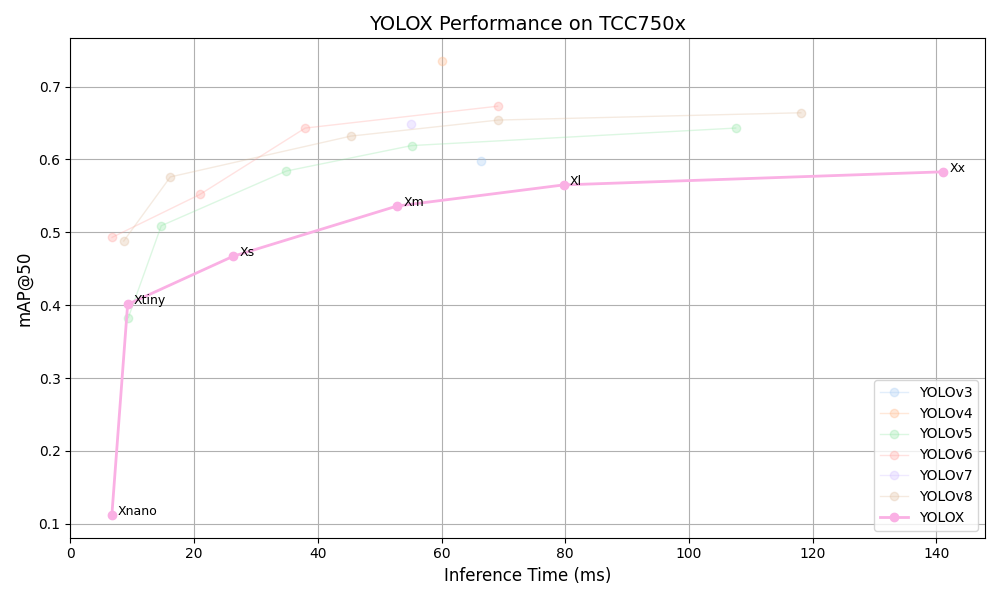 YOLOX Performance on TCC750x
mAP@50
0.7
0.6
0.5
0.4
0.3
0.2
0.1
Xnano
Xtiny
Xs
Xm
Xl
Xx
YOLOv3
YOLOv4
YOLOv5
YOLOv6
YOLOv7
YOLOv8
YOLOX
0 20 40 60 80 100 120 140
Inference Time (ms)